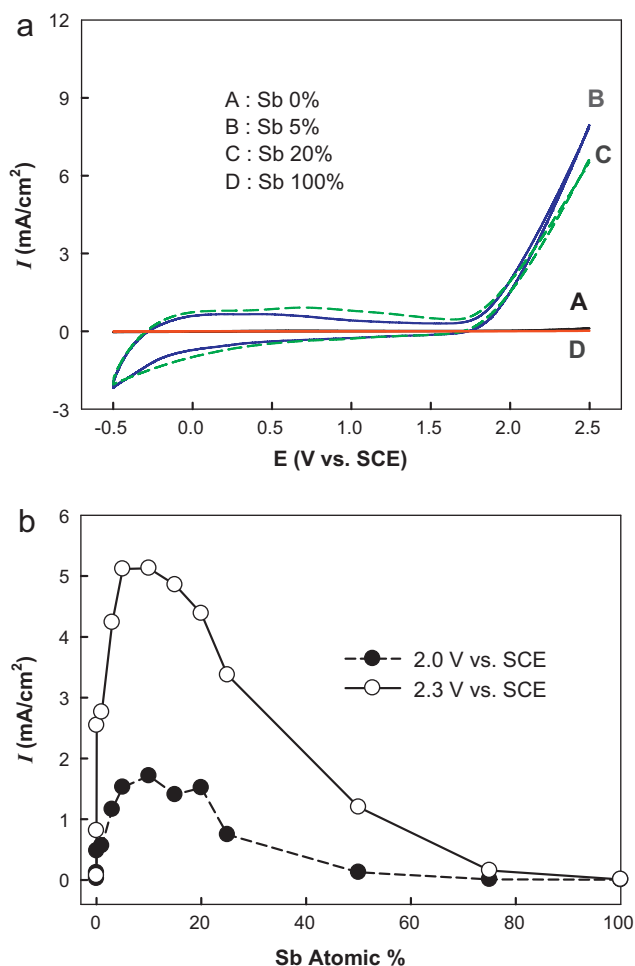 a
12
9
6
3
0
-3
I (mA/cm²)
A : Sb 0%
B : Sb 5%
C : Sb 20%
D : Sb 100%
B
C
A
D
-0.5 0.0 0.5 1.0 1.5 2.0 2.5
E (V vs. SCE)
b
6
5
4
3
2
1
0
I (mA/cm²)
2.0 V vs. SCE
2.3 V vs. SCE
0 20 40 60 80 100
Sb Atomic %